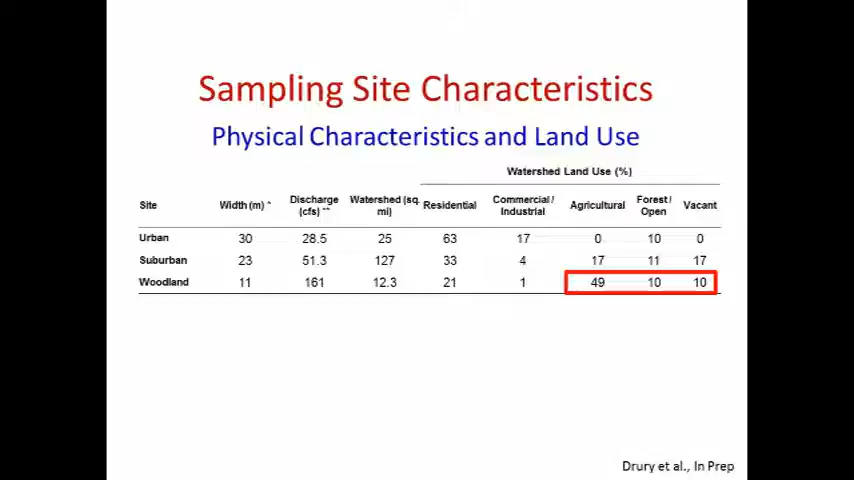 Sampling Site Characteristics
Physical Characteristics and Land Use
Watershed Land Use (%)
Site Width (m) * Discharge (cfs) ** Watershed (sq. mi) Residential Commercial / Industrial Agricultural Forest / Open Vacant
Urban 30 28.5 25 63 17 0 10 0
Suburban 23 51.3 127 33 4 17 11 17
Woodland 11 161 12.3 21 1 49 10 10
Drury et al., In Prep